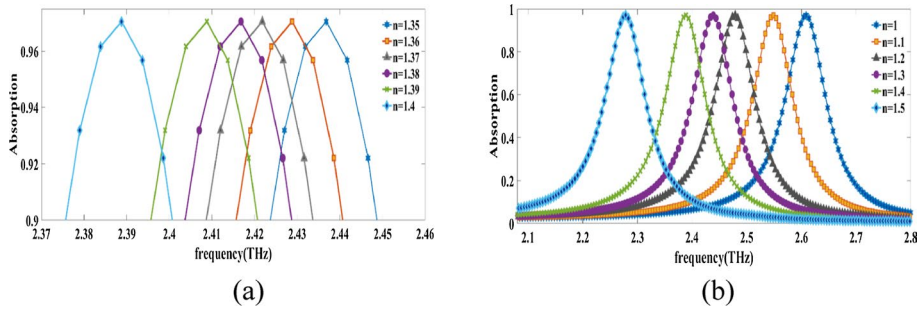 Absorption
0.96
0.94
0.92
0.9
2.37 2.38 2.39 2.4 2.41 2.42 2.43 2.44 2.45 2.46
frequency(THz)
n=1.35
n=1.36
n=1.37
n=1.38
n=1.39
n=1.4
(a)
Absorption
1
0.8
0.6
0.4
0.2
0
2.1 2.2 2.3 2.4 2.5 2.6 2.7 2.8
frequency(THz)
n=1
n=1.1
n=1.2
n=1.3
n=1.4
n=1.5
(b)